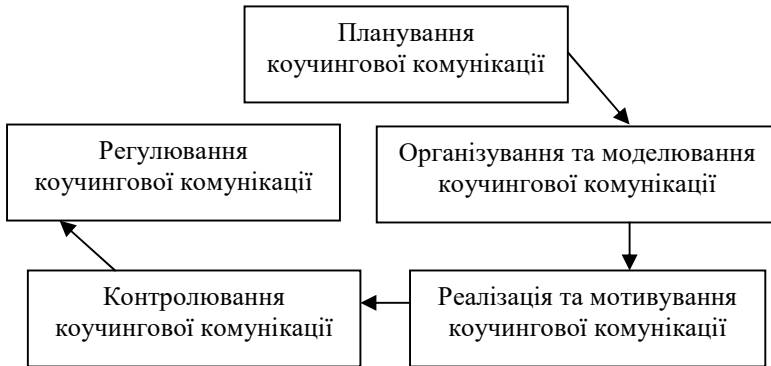 Планування
коучингової комунікації
Організування та моделювання
коучингової комунікації
Реалізація та мотивування
коучингової комунікації
Контролювання
коучингової комунікації
Регулювання
коучингової комунікації